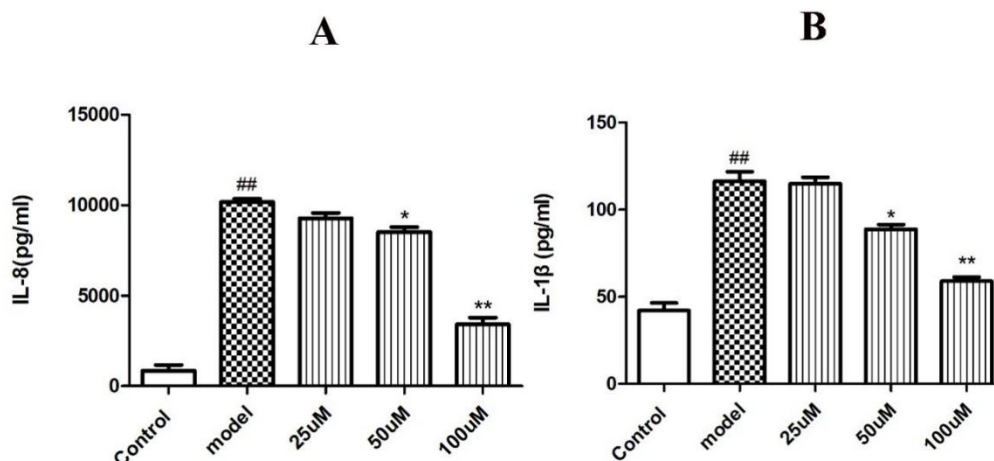 A
IL-8(pg/ml)
15000
10000
5000
0
##
*
**
Control
model
25uM
50uM
100uM
B
IL-1β (pg/ml)
150
100
50
0
##
*
**
Control
model
25uM
50uM
100uM